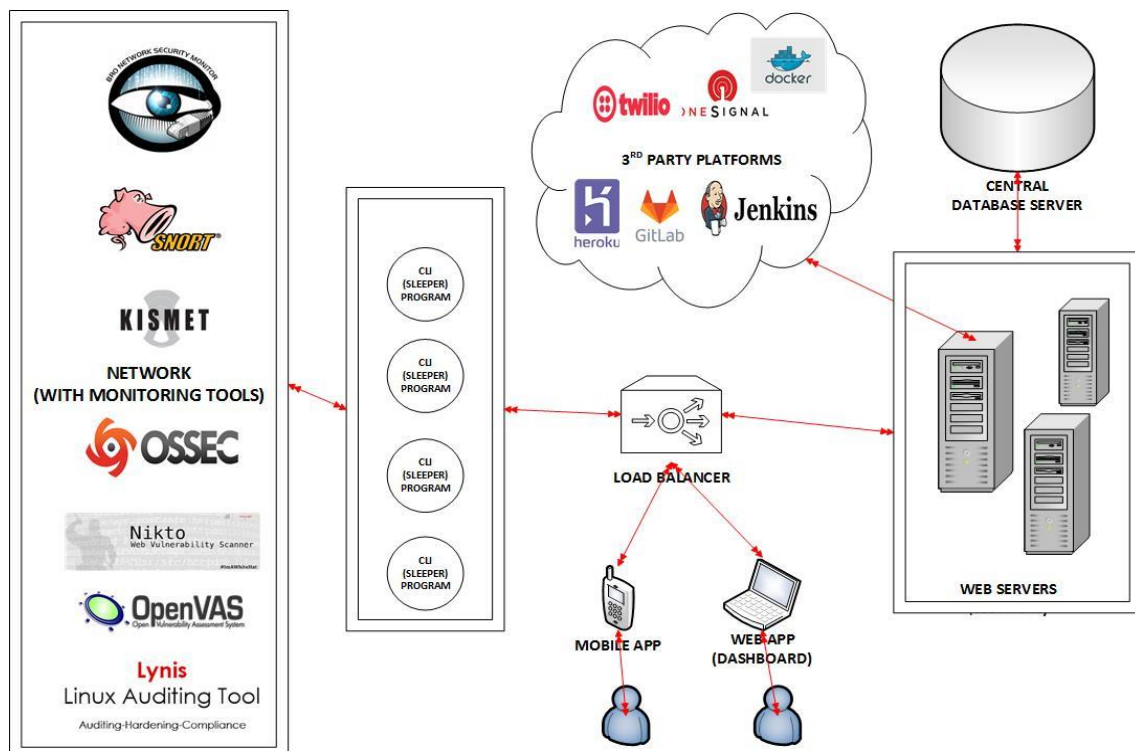 BRO NETWORK SECURITY MONITOR
SNORT®
KISMET
NETWORK
(WITH MONITORING TOOLS)
OSSEC
Nikto
Web Vulnerability Scanner
OpenVAS
Open Vulnerability Assessment System
Lynis
Linux Auditing Tool
Auditing-Hardening-Compliance
CLI
(SLEEPER)
PROGRAM
CLI
(SLEEPER)
PROGRAM
CLI
(SLEEPER)
PROGRAM
CLI
(SLEEPER)
PROGRAM
docker
twilio
NESIGNAL
3RD PARTY PLATFORMS
heroku
GitLab
Jenkins
LOAD BALANCER
MOBILE APP
WEB APP
(DASHBOARD)
CENTRAL
DATABASE SERVER
WEB SERVERS